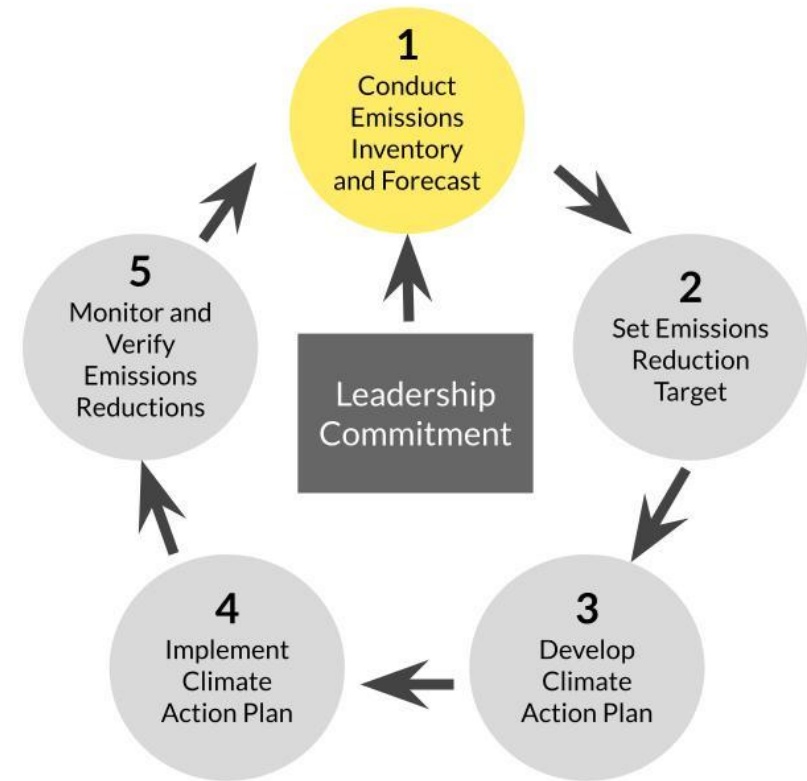 1
Conduct
Emissions
Inventory
and Forecast
2
Set Emissions
Reduction
Target
3
Develop
Climate
Action Plan
4
Implement
Climate
Action Plan
5
Monitor and
Verify
Emissions
Reductions
Leadership
Commitment